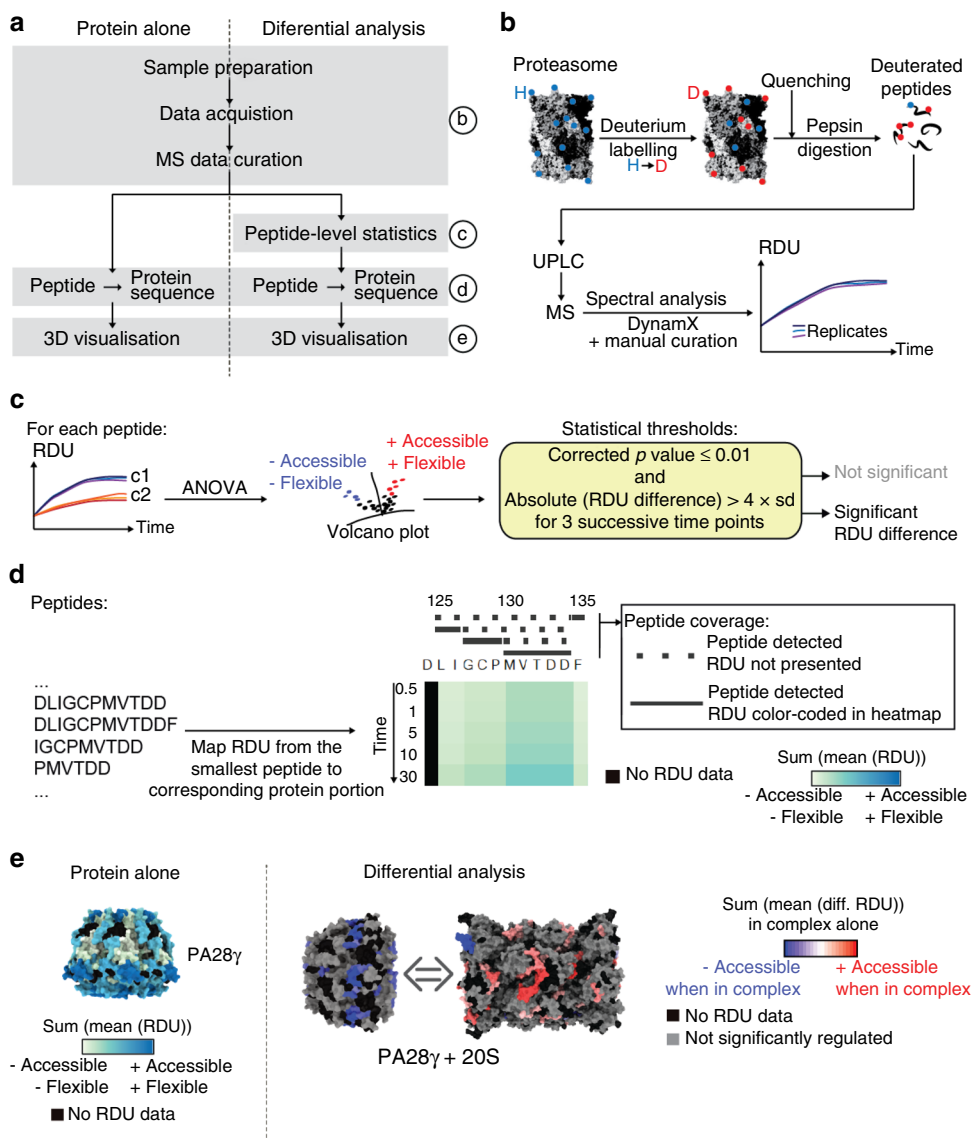 a
Protein alone
Diferential analysis
Sample preparation
Data acquistion
MS data curation
b
Peptide-level statistics
c
Peptide → Protein sequence
Peptide → Protein sequence
d
3D visualisation
3D visualisation
e
b
Proteasome
H
Deuterium
labelling
H→D
D
Quenching
Pepsin
digestion
Deuterated
peptides
UPLC
MS
Spectral analysis
DynamX
+ manual curation
RDU
Replicates
Time
c
For each peptide:
RDU
c1
c2
Time
ANOVA
- Accessible
- Flexible
+ Accessible
+ Flexible
Volcano plot
Statistical thresholds:
Corrected p value ≤ 0.01
and
Absolute (RDU difference) > 4 × sd
for 3 successive time points
Not significant
Significant
RDU difference
d
Peptides:
...
DLIGCPMVTDD
DLIGCPMVTDDF
IGCPMVTDD
PMVTDD
...
Map RDU from the
smallest peptide to
corresponding protein portion
125 130 135
D L I G C P M V T D D F
Time
0.5
1
5
10
30
Peptide coverage:
Peptide detected
RDU not presented
Peptide detected
RDU color-coded in heatmap
No RDU data
Sum (mean (RDU))
- Accessible + Accessible
- Flexible + Flexible
e
Protein alone
PA28γ
Sum (mean (RDU))
- Accessible + Accessible
- Flexible + Flexible
No RDU data
Differential analysis
PA28γ + 20S
Sum (mean (diff. RDU))
in complex alone
- Accessible + Accessible
when in complex when in complex
No RDU data
Not significantly regulated